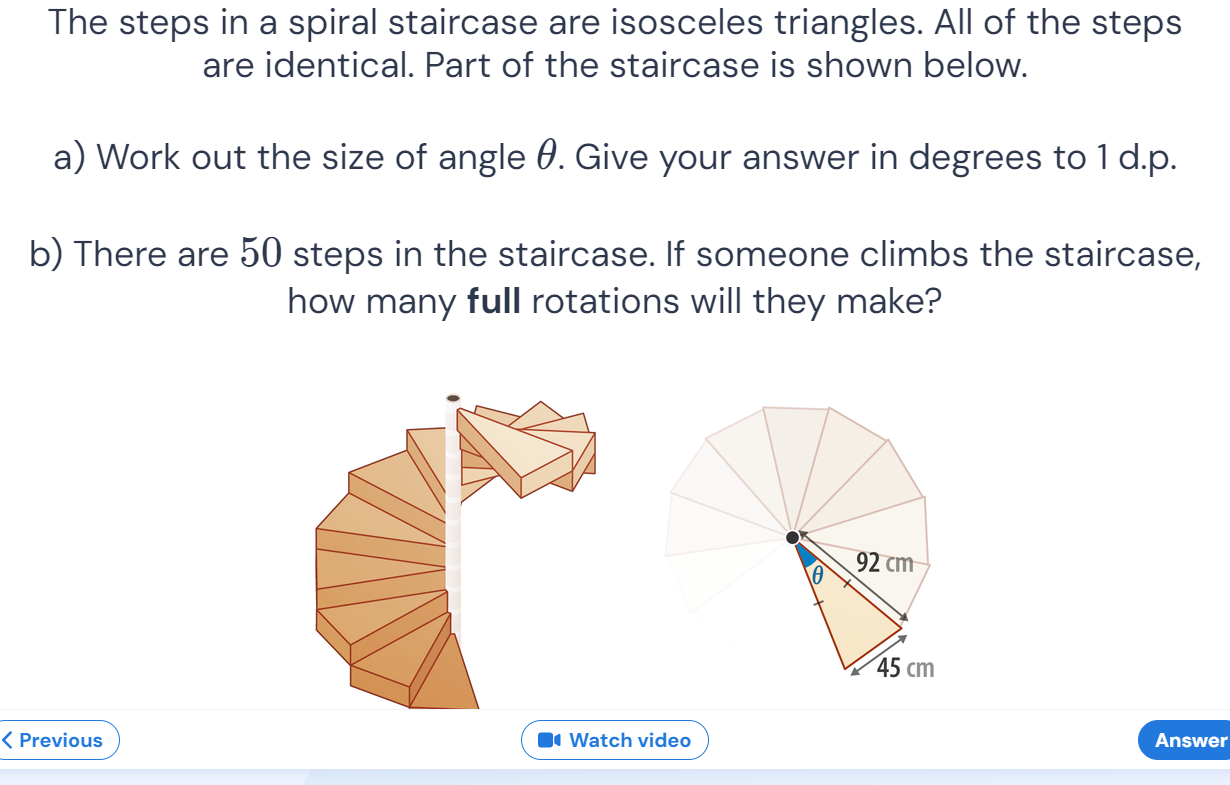 The steps in a spiral staircase are isosceles triangles. All of the steps
are identical. Part of the staircase is shown below.
a) Work out the size of angle θ. Give your answer in degrees to 1 d.p.
b) There are 50 steps in the staircase. If someone climbs the staircase,
how many full rotations will they make?
92 cm
θ
45 cm
Previous
Watch video
Answer